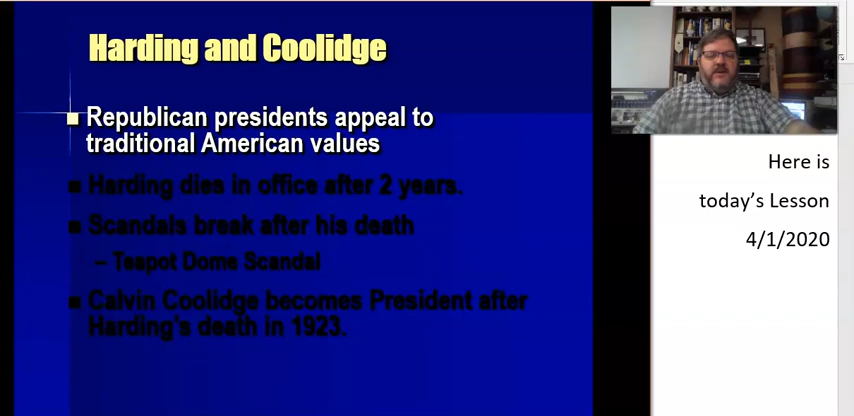 Harding and Coolidge
Republican presidents appeal to
traditional American values
Harding dies in office after 2 years.
Scandals break after his death
– Teapot Dome Scandal
Calvin Coolidge becomes President after
Harding's death in 1923.
Here is
today's Lesson
4/1/2020